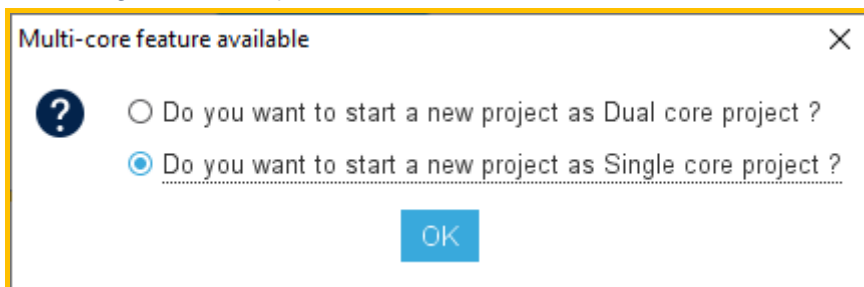 Multi-core feature available
Do you want to start a new project as Dual core project ?
Do you want to start a new project as Single core project ?
OK